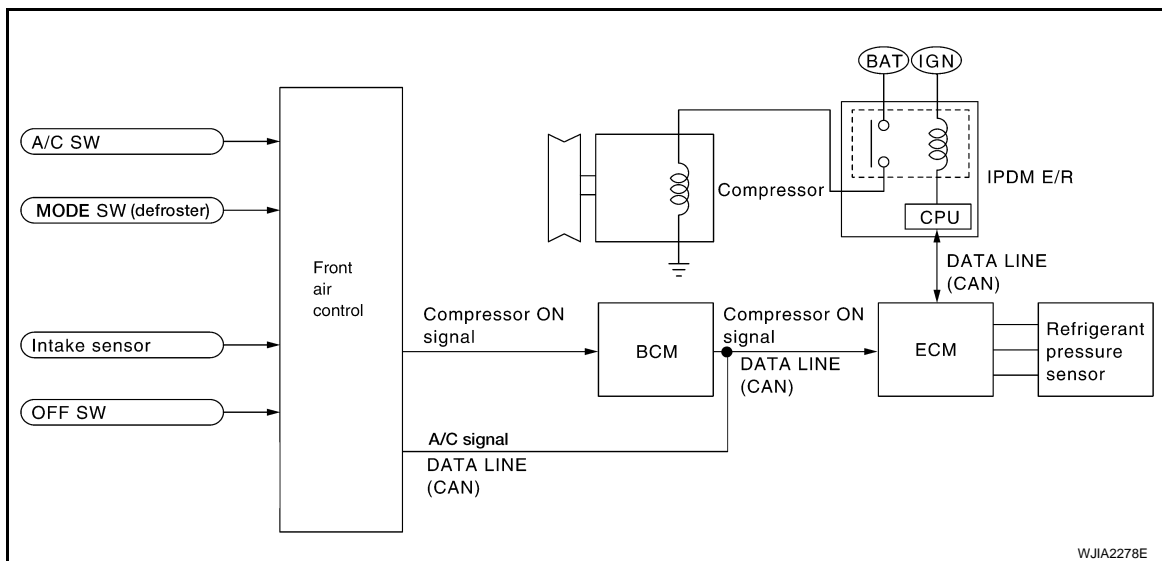 BAT
IGN
A/C SW
MODE SW (defroster)
Intake sensor
OFF SW
Front
air
control
Compressor
IPDM E/R
CPU
DATA LINE
(CAN)
Compressor ON
signal
BCM
Compressor ON
signal
DATA LINE
(CAN)
ECM
Refrigerant
pressure
sensor
A/C signal
DATA LINE
(CAN)
WJIA2278E